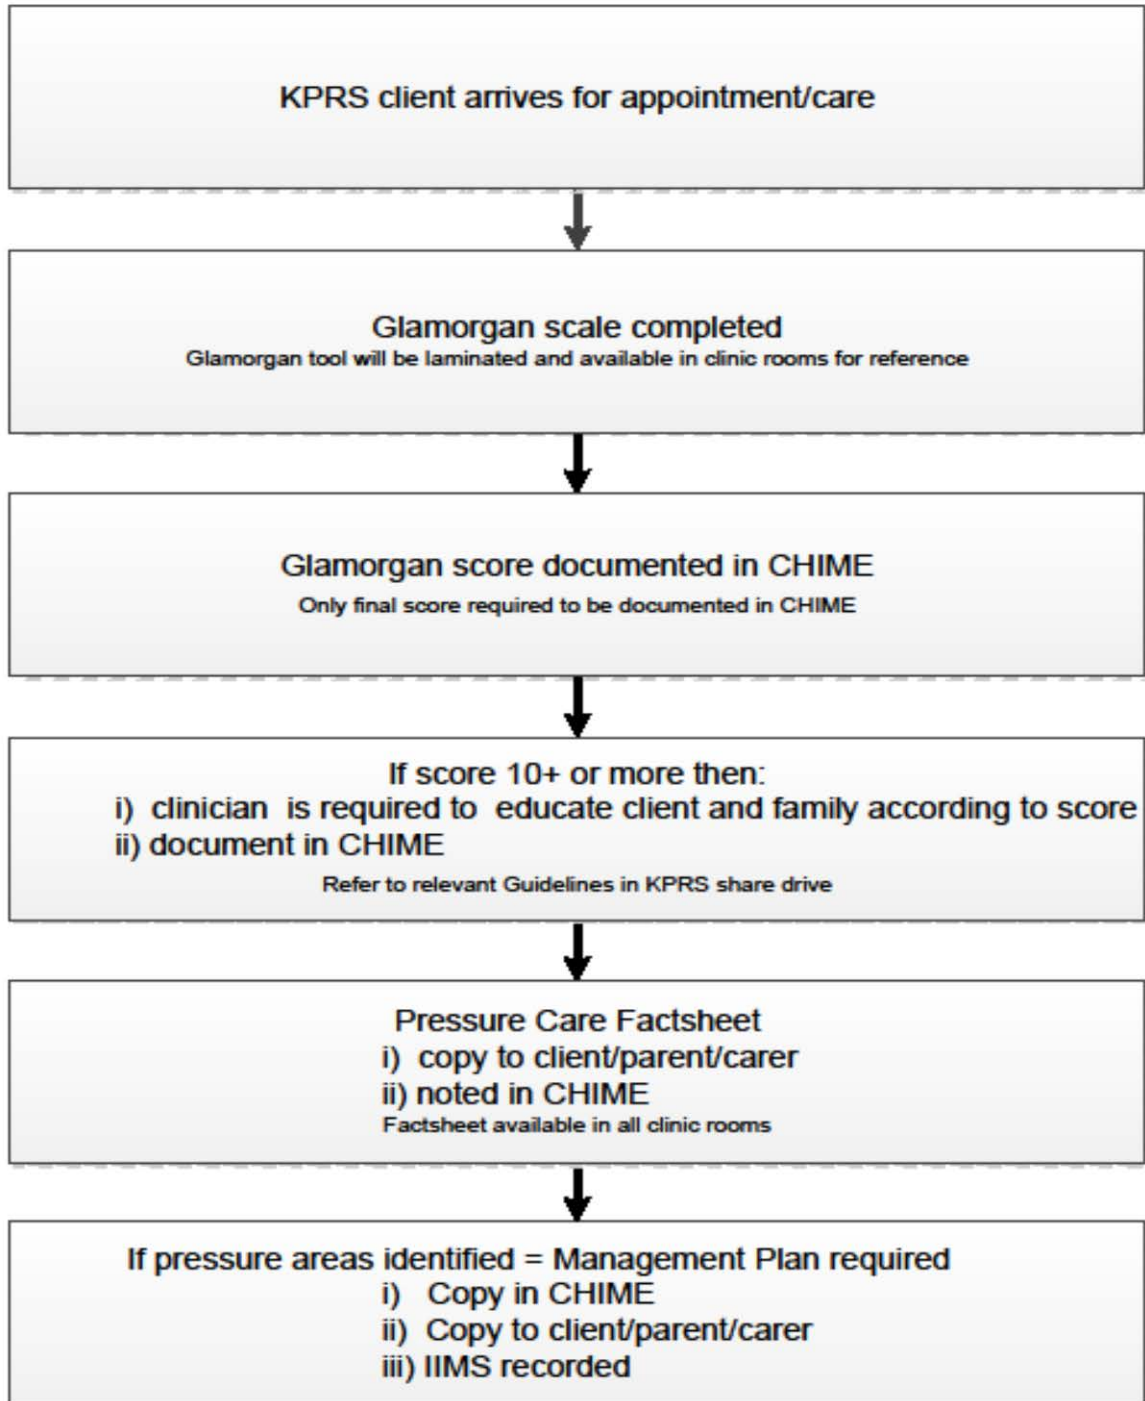 KPRS client arrives for appointment/care
Glamorgan scale completed
Glamorgan tool will be laminated and available in clinic rooms for reference
Glamorgan score documented in CHIME
Only final score required to be documented in CHIME
If score 10+ or more then:
i) clinician is required to educate client and family according to score
ii) document in CHIME
Refer to relevant Guidelines in KPRS share drive
Pressure Care Factsheet
i) copy to client/parent/carer
ii) noted in CHIME
Factsheet available in all clinic rooms
If pressure areas identified = Management Plan required
i) Copy in CHIME
ii) Copy to client/parent/carer
iii) IIMS recorded